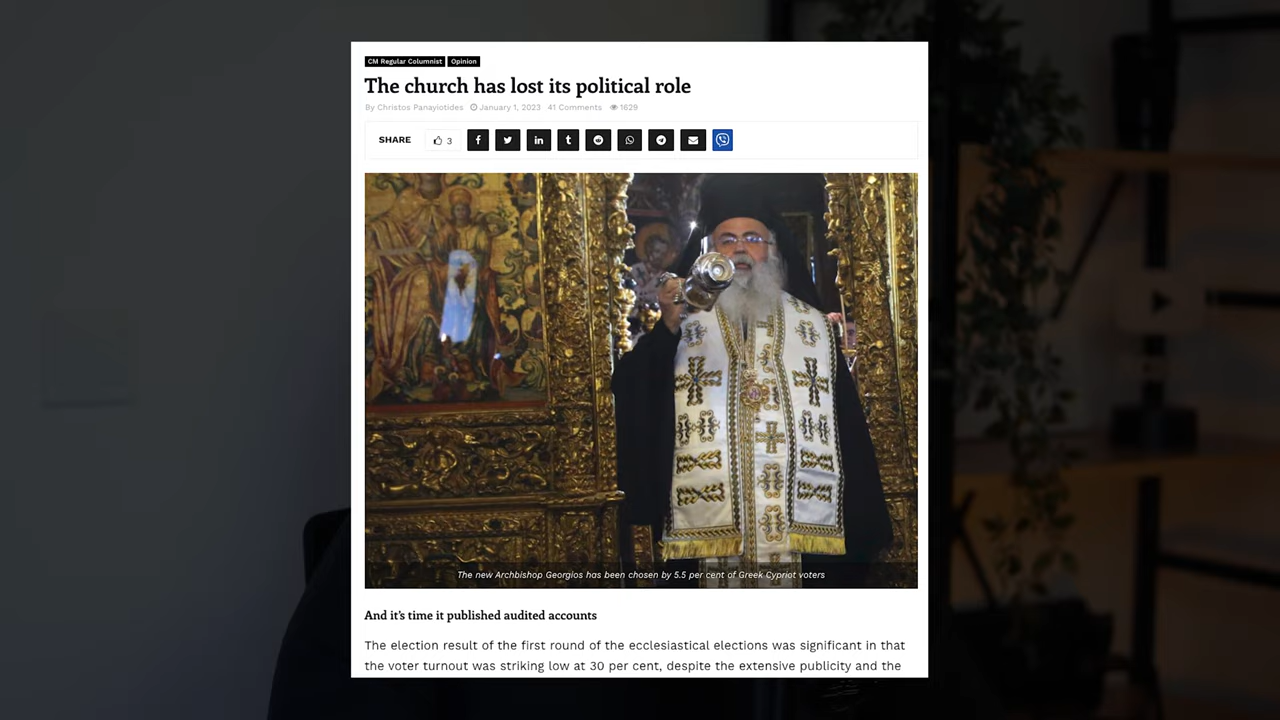 CM Regular Columnist Opinion
The church has lost its political role
By Christos Panayiotides January 1, 2023 41 Comments 1629
SHARE 3
The new Archbishop Georgios has been chosen by 5.5 per cent of Greek Cypriot voters
And it's time it published audited accounts
The election result of the first round of the ecclesiastical elections was significant in that
the voter turnout was striking low at 30 per cent, despite the extensive publicity and the